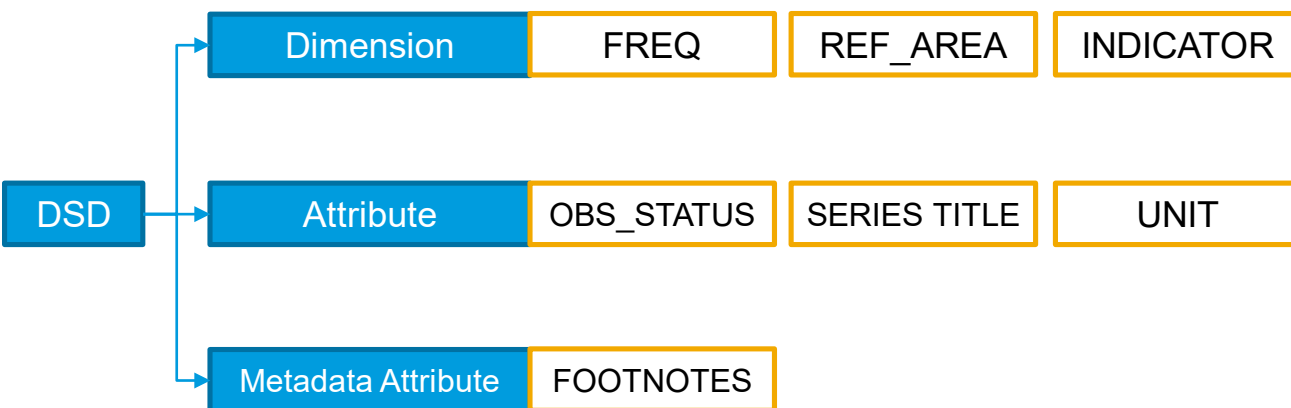 Dimension FREQ REF_AREA INDICATOR
DSD Attribute OBS_STATUS SERIES TITLE UNIT
Metadata Attribute FOOTNOTES